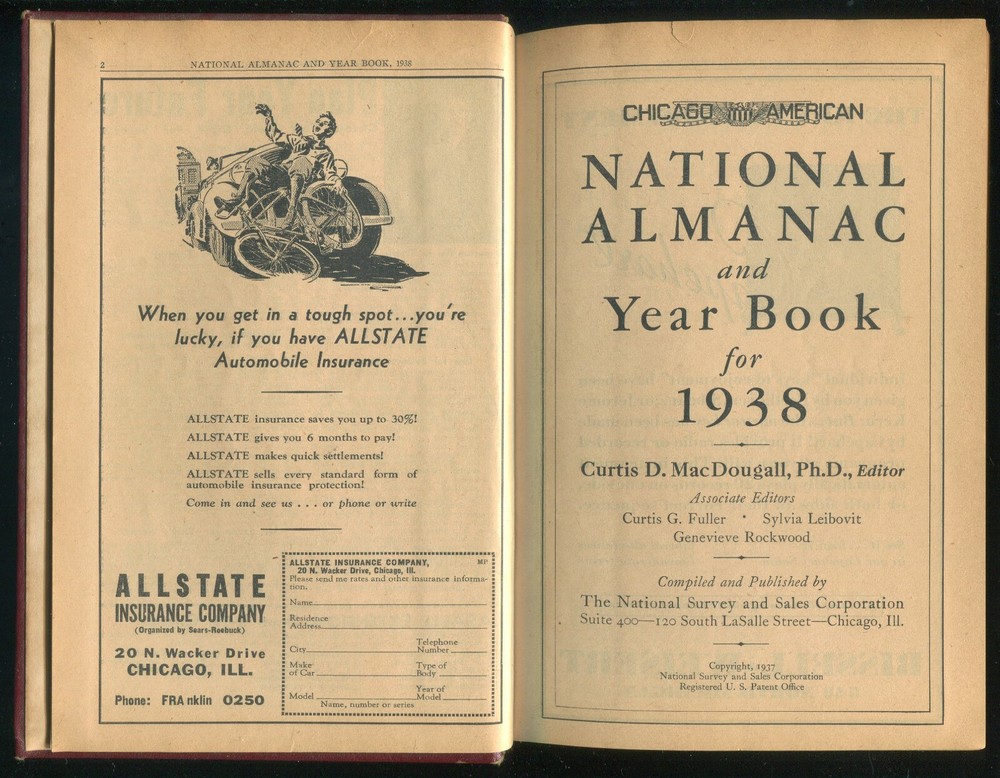 2 NATIONAL ALMANAC AND YEAR BOOK, 1938
When you get in a tough spot...you're
lucky, if you have ALLSTATE
Automobile Insurance
ALLSTATE insurance saves you up to 30%!
ALLSTATE gives you 6 months to pay!
ALLSTATE makes quick settlements!
ALLSTATE sells every standard form of
automobile insurance protection!
Come in and see us . . . or phone or write
ALLSTATE
INSURANCE COMPANY
(Organized by Sears-Roebuck)
20 N. Wacker Drive
CHICAGO, ILL.
Phone: FRAnklin 0250
ALLSTATE INSURANCE COMPANY, MP
20 N. Wacker Drive, Chicago, Ill.
Please send me rates and other insurance informa-
tion.
Name
Residence
Address
Telephone
City Number
Make Type of
of Car Body
Year of
Model Model
Name, number or series
CHICAGO AMERICAN
NATIONAL
ALMANAC
and
Year Book
for
1938
Curtis D. MacDougall, Ph.D., Editor
Associate Editors
Curtis G. Fuller · Sylvia Leibovit
Genevieve Rockwood
Compiled and Published by
The National Survey and Sales Corporation
Suite 400—120 South LaSalle Street—Chicago, Ill.
Copyright, 1937
National Survey and Sales Corporation
Registered U. S. Patent Office